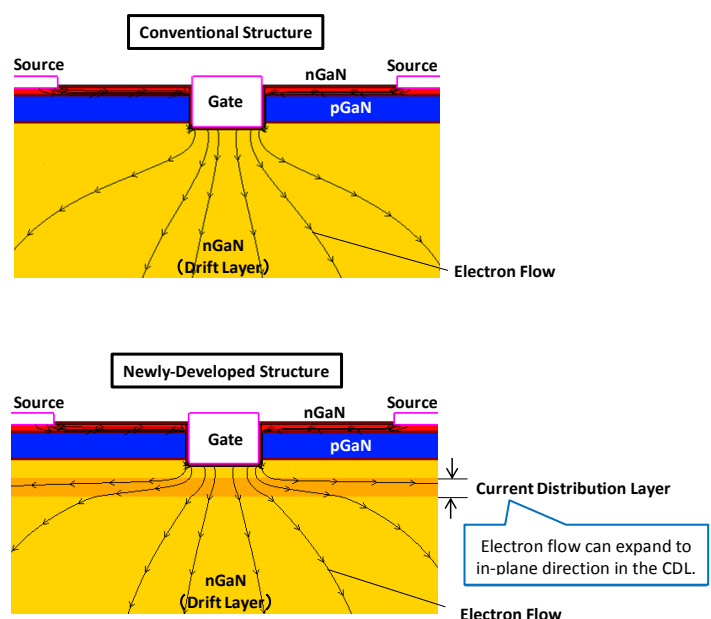 Conventional Structure
Source
nGaN
Source
Gate
pGaN
nGaN
(Drift Layer)
Electron Flow
Newly-Developed Structure
Source
nGaN
Source
Gate
pGaN
Current Distribution Layer
Electron flow can expand to
in-plane direction in the CDL.
nGaN
(Drift Layer)
Electron Flow